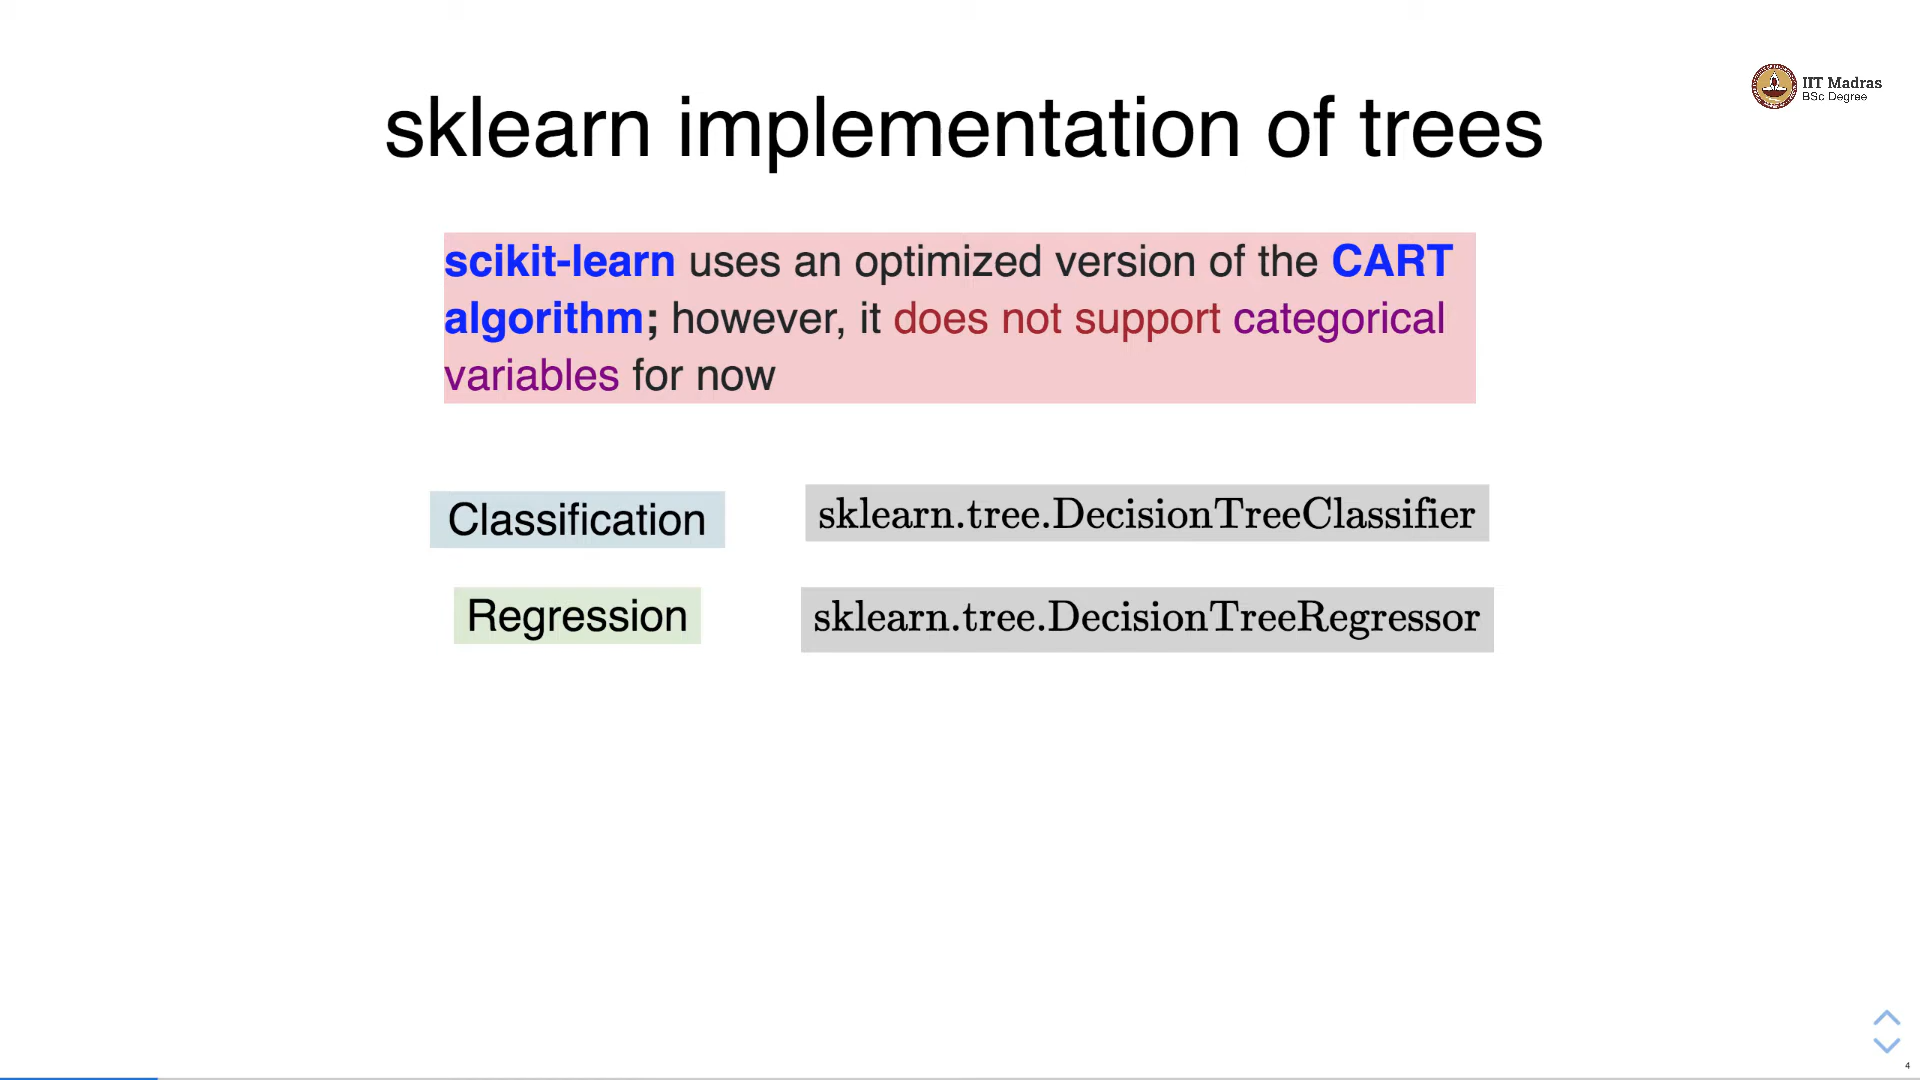 IIT Madras
BSc Degree
sklearn implementation of trees
scikit-learn uses an optimized version of the CART
algorithm; however, it does not support categorical
variables for now
Classification
sklearn.tree.DecisionTreeClassifier
Regression
sklearn.tree.DecisionTreeRegressor
4